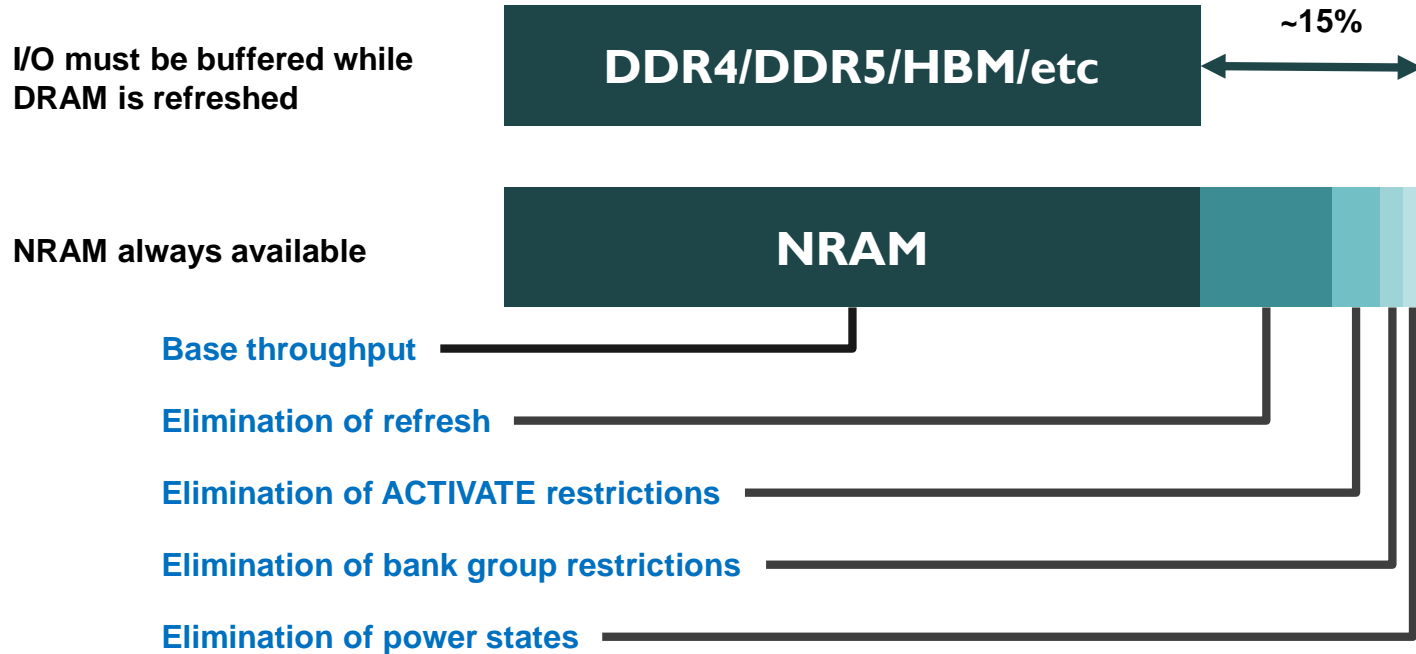 ~15%
I/O must be buffered while
DRAM is refreshed
DDR4/DDR5/HBM/etc
NRAM always available
NRAM
Base throughput
Elimination of refresh
Elimination of ACTIVATE restrictions
Elimination of bank group restrictions
Elimination of power states